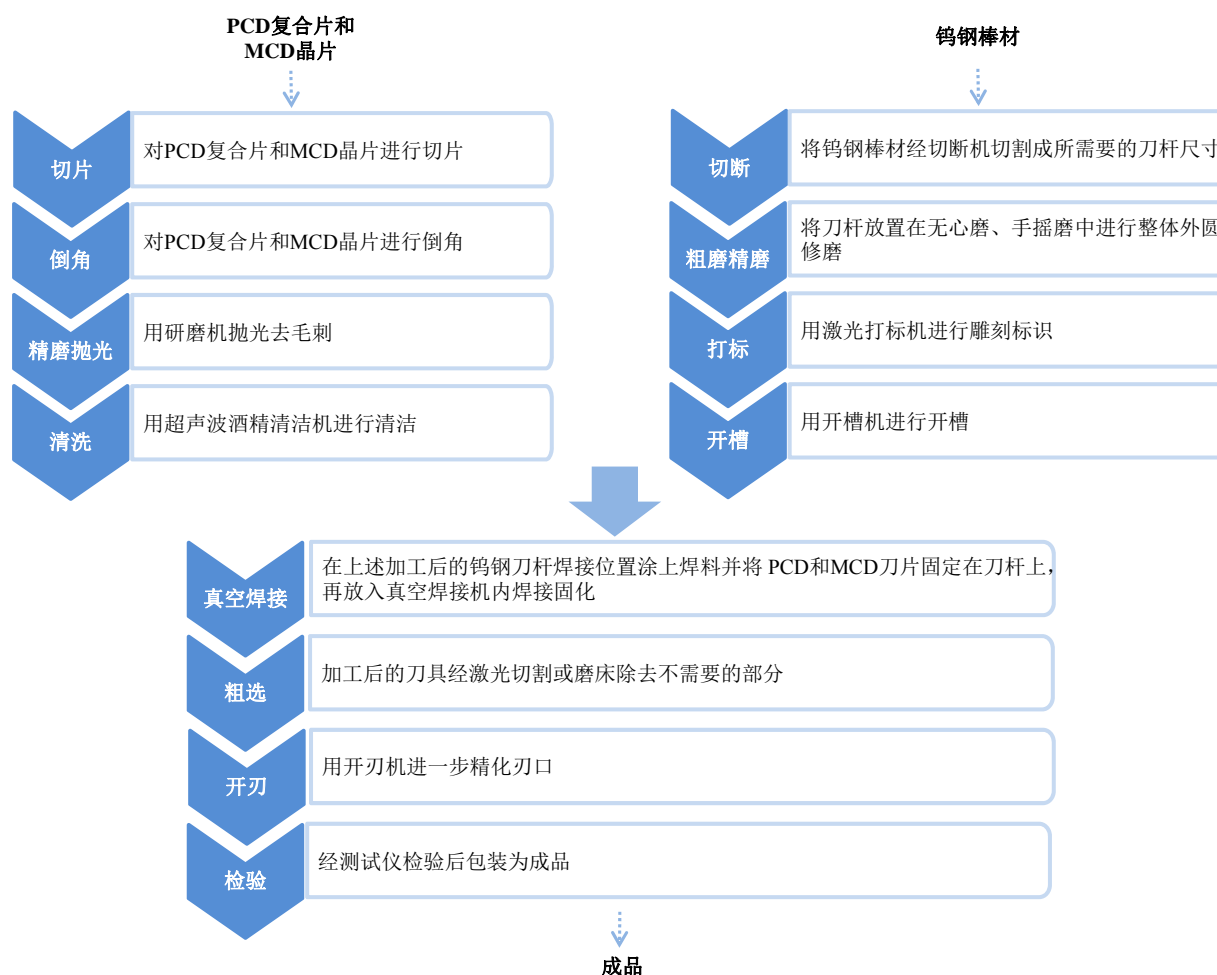 PCD复合片和
MCD晶片
切片
对PCD复合片和MCD晶片进行切片
倒角
对PCD复合片和MCD晶片进行倒角
精磨抛光
用研磨机抛光去毛刺
清洗
用超声波酒精清洁机进行清洁
钨钢棒材
切断
将钨钢棒材经切断机切割成所需要的刀杆尺寸
粗磨精磨
将刀杆放置在无心磨、手摇磨中进行整体外圆
修磨
打标
用激光打标机进行雕刻标识
开槽
用开槽机进行开槽
真空焊接
在上述加工后的钨钢刀杆焊接位置涂上焊料并将 PCD和MCD刀片固定在刀杆上，
再放入真空焊接机内焊接固化
粗选
加工后的刀具经激光切割或磨床除去不需要的部分
开刃
用开刃机进一步精化刃口
检验
经测试仪检验后包装为成品
成品